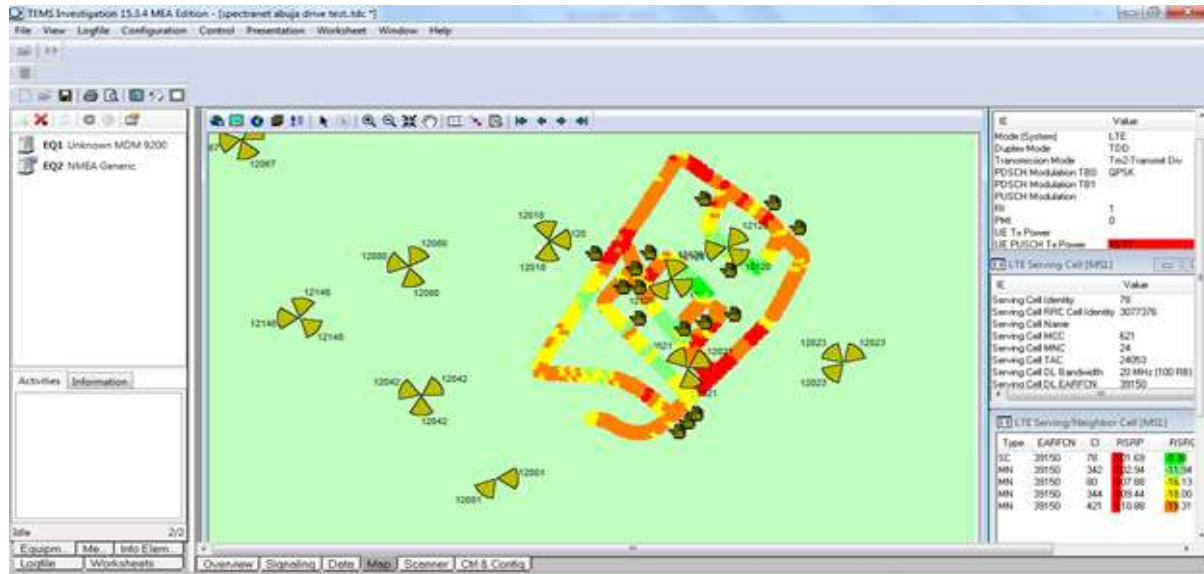 TEMS Investigation 15.3.4 MEA Edition - [spectranet abuja drive test..tdc *]
File View Logfile Configuration Control Presentation Worksheet Window Help
EQ1 Unknown MDM 9200
EQ2 NMEA Generic
Activities Information
Idle 2/2
Equipm... Me... Info Elem...
Logfile Worksheets
12067
12018
12018
12080 12080
12080
12146
12146
12146
12042 12042
12042
12001
12001
12023 12023
12023
Overview Signaling Data Map Scanner Ctrl & Config
IE Value
Mode (System) LTE
Duplex Mode TDD
Transmission Mode Tm2-Transmit Div
PDSCH Modulation TB0 QPSK
PDSCH Modulation TB1
PUSCH Modulation
RI 1
PMI 0
UE Tx Power
UE PUSCH Tx Power
LTE Serving Cell [MS1]
IE Value
Serving Cell Identity 78
Serving Cell RRC Cell Identity 3077376
Serving Cell Name
Serving Cell MCC 621
Serving Cell MNC 24
Serving Cell TAC 24053
Serving Cell DL Bandwidth 20 MHz (100 RB)
Serving Cell DL EARFCN 39150
LTE Serving/Neighbor Cell [MS1]
Type EARFCN CI RSRP RSRQ
SC 39150 78
MN 39150 342
MN 39150 80
MN 39150 344
MN 39150 421